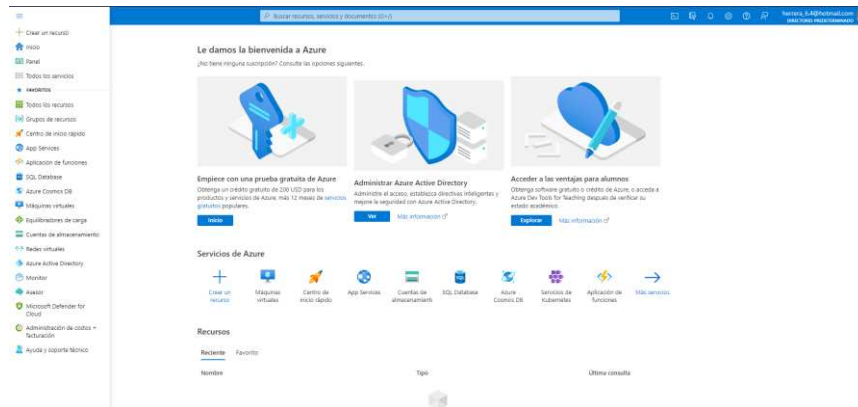 Buscar recursos, servicios y documentos (G+/)
DIRECTORIO PREDETERMINADO
Crear un recurso
Inicio
Panel
Todos los servicios
FAVORITOS
Todos los recursos
Grupos de recursos
Centro de inicio rápido
App Services
Aplicación de funciones
SQL Database
Azure Cosmos DB
Máquinas virtuales
Equilibradores de carga
Cuentas de almacenamiento
Redes virtuales
Azure Active Directory
Monitor
Asesor
Microsoft Defender for
Cloud
Administración de costos +
facturación
Ayuda y soporte técnico
Le damos la bienvenida a Azure
¿No tiene ninguna suscripción? Consulte las opciones siguientes.
Empiece con una prueba gratuita de Azure
Obtenga un crédito gratuito de 200 USD para los
productos y servicios de Azure, más 12 meses de servicios
gratuitos populares.
Inicio
Administrar Azure Active Directory
Administre el acceso, establezca directivas inteligentes y
mejore la seguridad con Azure Active Directory.
Ver
Más información
Acceder a las ventajas para alumnos
Obtenga software gratuito o crédito de Azure, o acceda a
Azure Dev Tools for Teaching después de verificar su
estado académico.
Explorar
Más información
Servicios de Azure
Crear un
recurso
Máquinas
virtuales
Centro de
inicio rápido
App Services
Cuentas de
almacenamient
SQL Database
Azure
Cosmos DB
Servicios de
Kubernetes
Aplicación de
funciones
Más servicios
Recursos
Reciente
Favorito
Nombre
Tipo
Última consulta